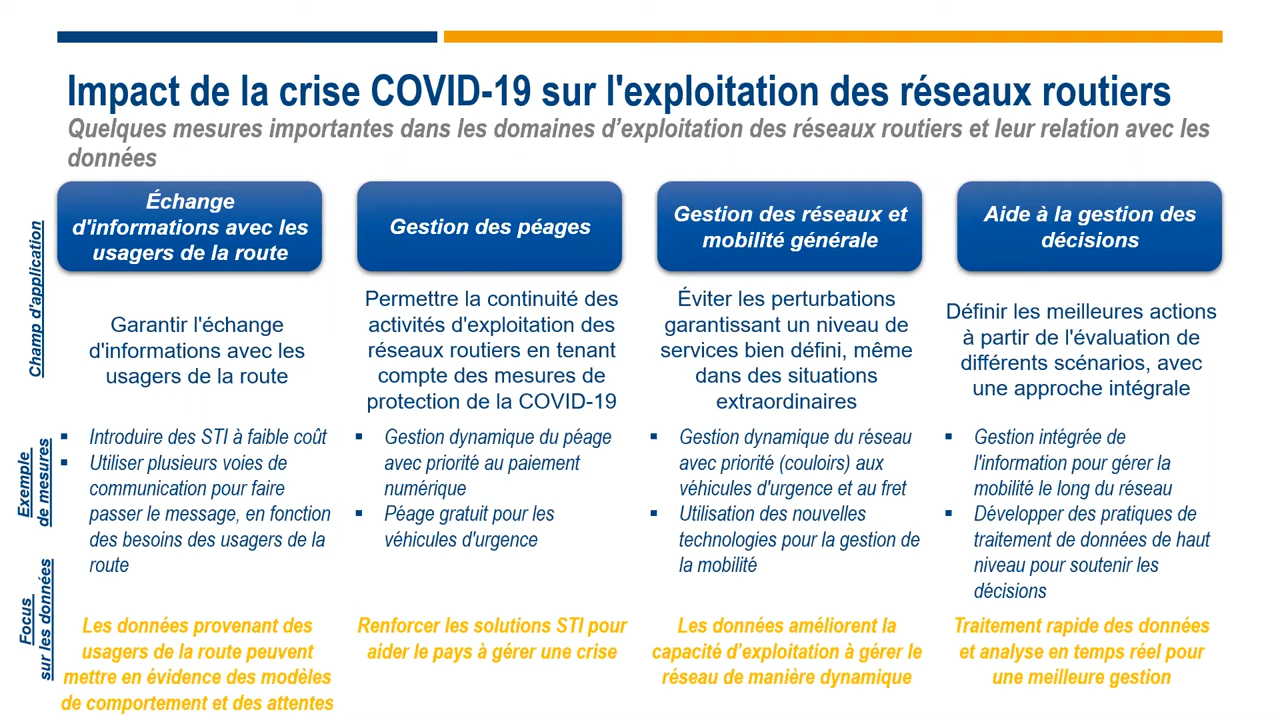 Impact de la crise COVID-19 sur l'exploitation des réseaux routiers
Quelques mesures importantes dans les domaines d’exploitation des réseaux routiers et leur relation avec les
données
Champ d'application
Échange
d'informations avec les
usagers de la route
Garantir l'échange
d'informations avec les
usagers de la route
Gestion des péages
Permettre la continuité des
activités d'exploitation des
réseaux routiers en tenant
compte des mesures de
protection de la COVID-19
Gestion des réseaux et
mobilité générale
Éviter les perturbations
garantissant un niveau de
services bien défini, même
dans des situations
extraordinaires
Aide à la gestion des
décisions
Définir les meilleures actions
à partir de l'évaluation de
différents scénarios, avec
une approche intégrale
Exemple
de mesures
▪ Introduire des STI à faible coût
▪ Utiliser plusieurs voies de
communication pour faire
passer le message, en fonction
des besoins des usagers de la
route
▪ Gestion dynamique du péage
avec priorité au paiement
numérique
▪ Péage gratuit pour les
véhicules d'urgence
▪ Gestion dynamique du réseau
avec priorité (couloirs) aux
véhicules d'urgence et au fret
▪ Utilisation des nouvelles
technologies pour la gestion de
la mobilité
▪ Gestion intégrée de
l'information pour gérer la
mobilité le long du réseau
▪ Développer des pratiques de
traitement de données de haut
niveau pour soutenir les
décisions
Focus
sur les données
Les données provenant des
usagers de la route peuvent
mettre en évidence des modèles
de comportement et des attentes
Renforcer les solutions STI pour
aider le pays à gérer une crise
Les données améliorent la
capacité d’exploitation à gérer le
réseau de manière dynamique
Traitement rapide des données
et analyse en temps réel pour
une meilleure gestion